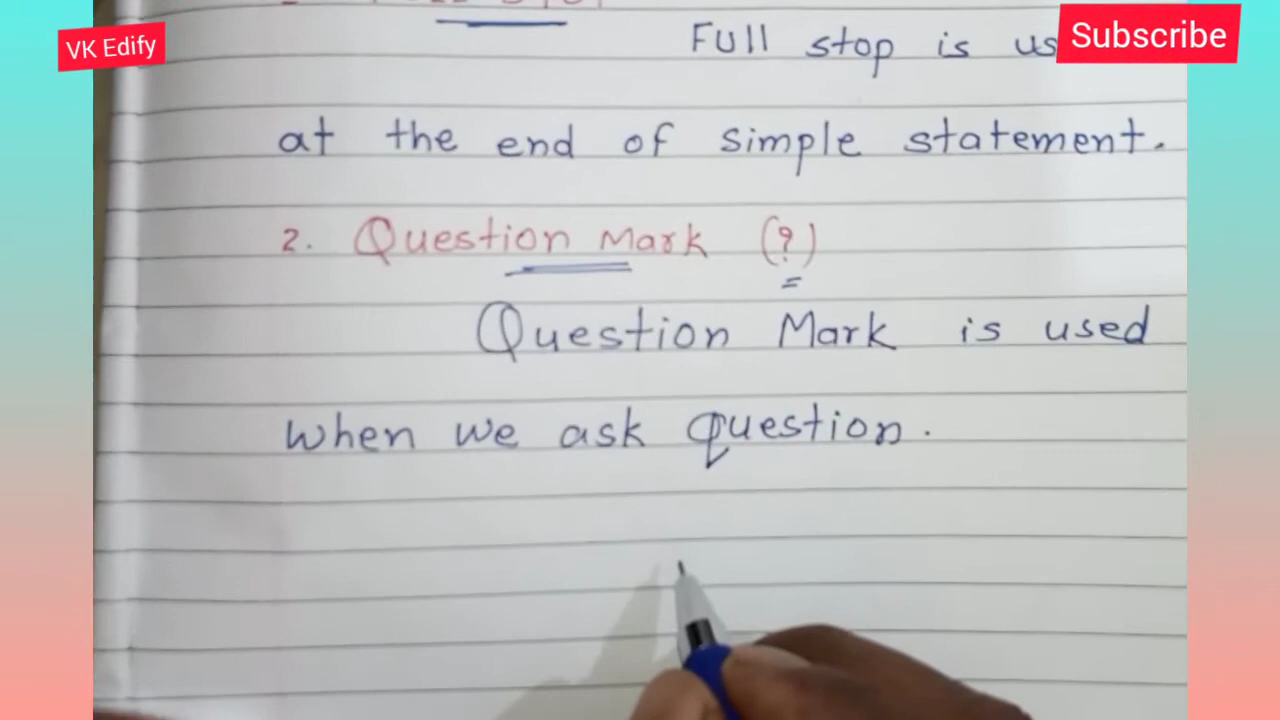 VK Edify
Subscribe
Full stop is us
at the end of simple statement.
2. Question Mark (?)
Question Mark is used
when we ask question.